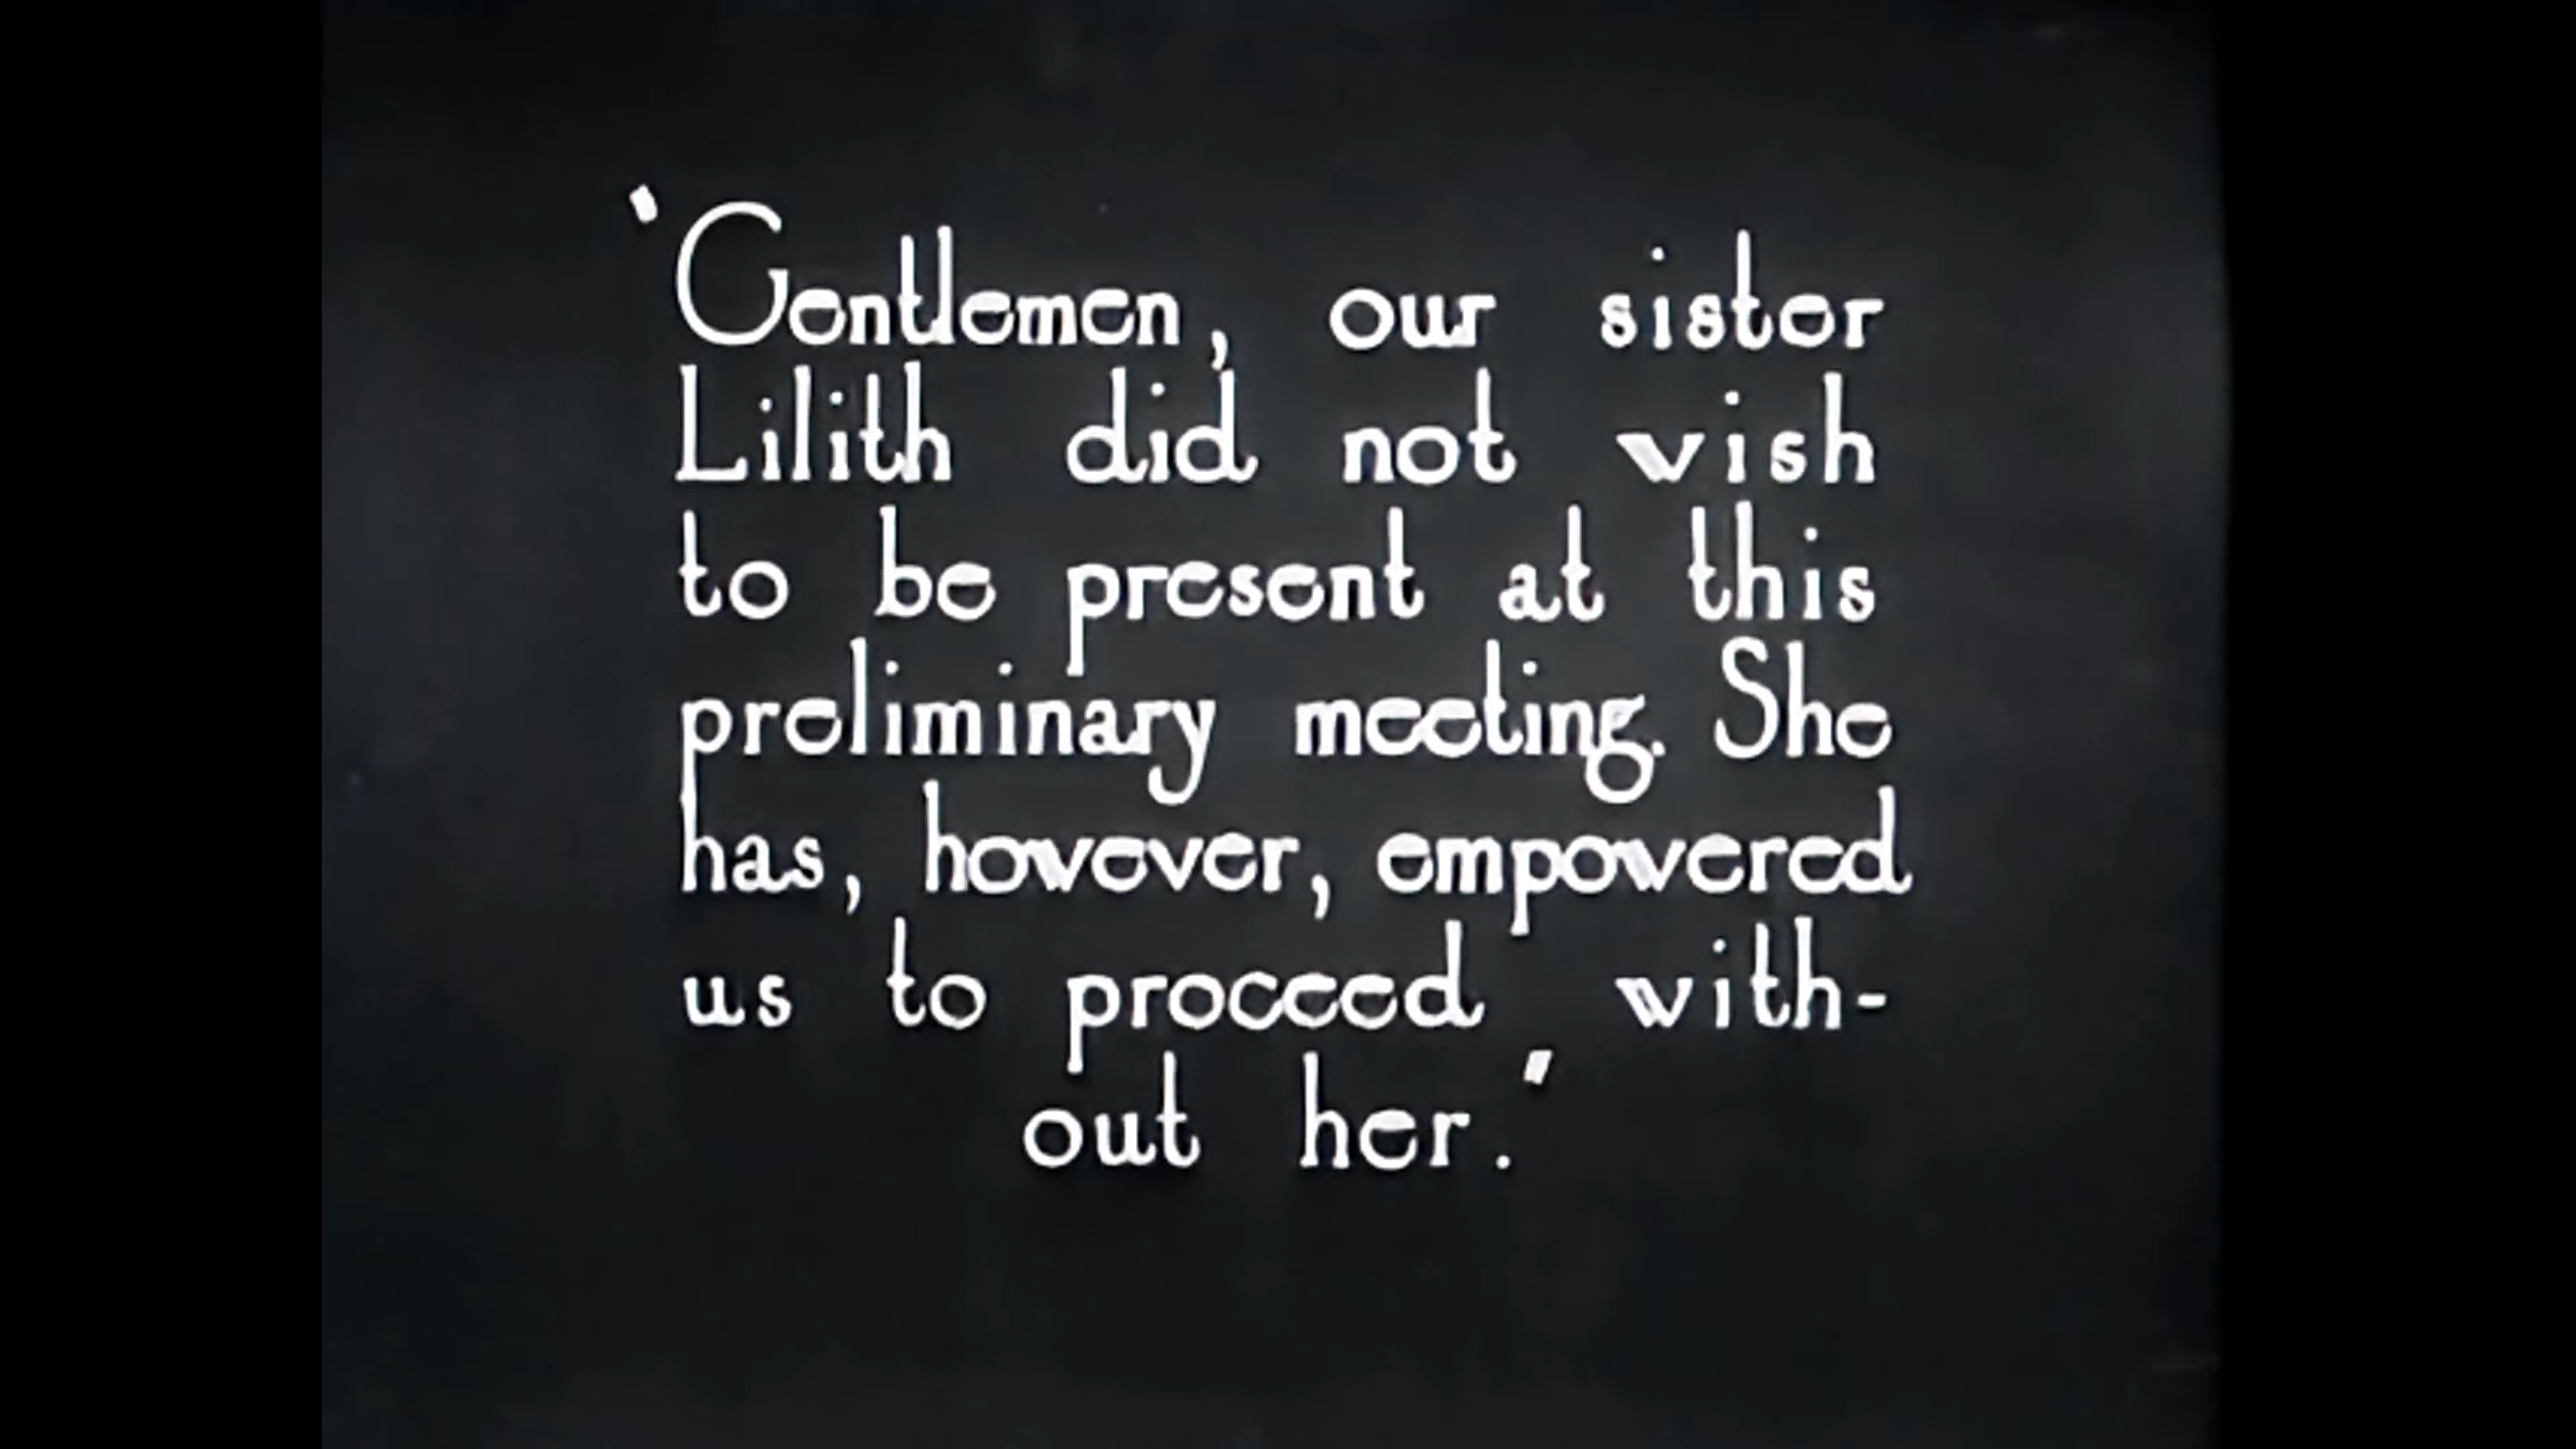 'Gentlemen, our sister
Lilith did not wish
to be present at this
preliminary meeting. She
has, however, empowered
us to proceed with-
out her.'